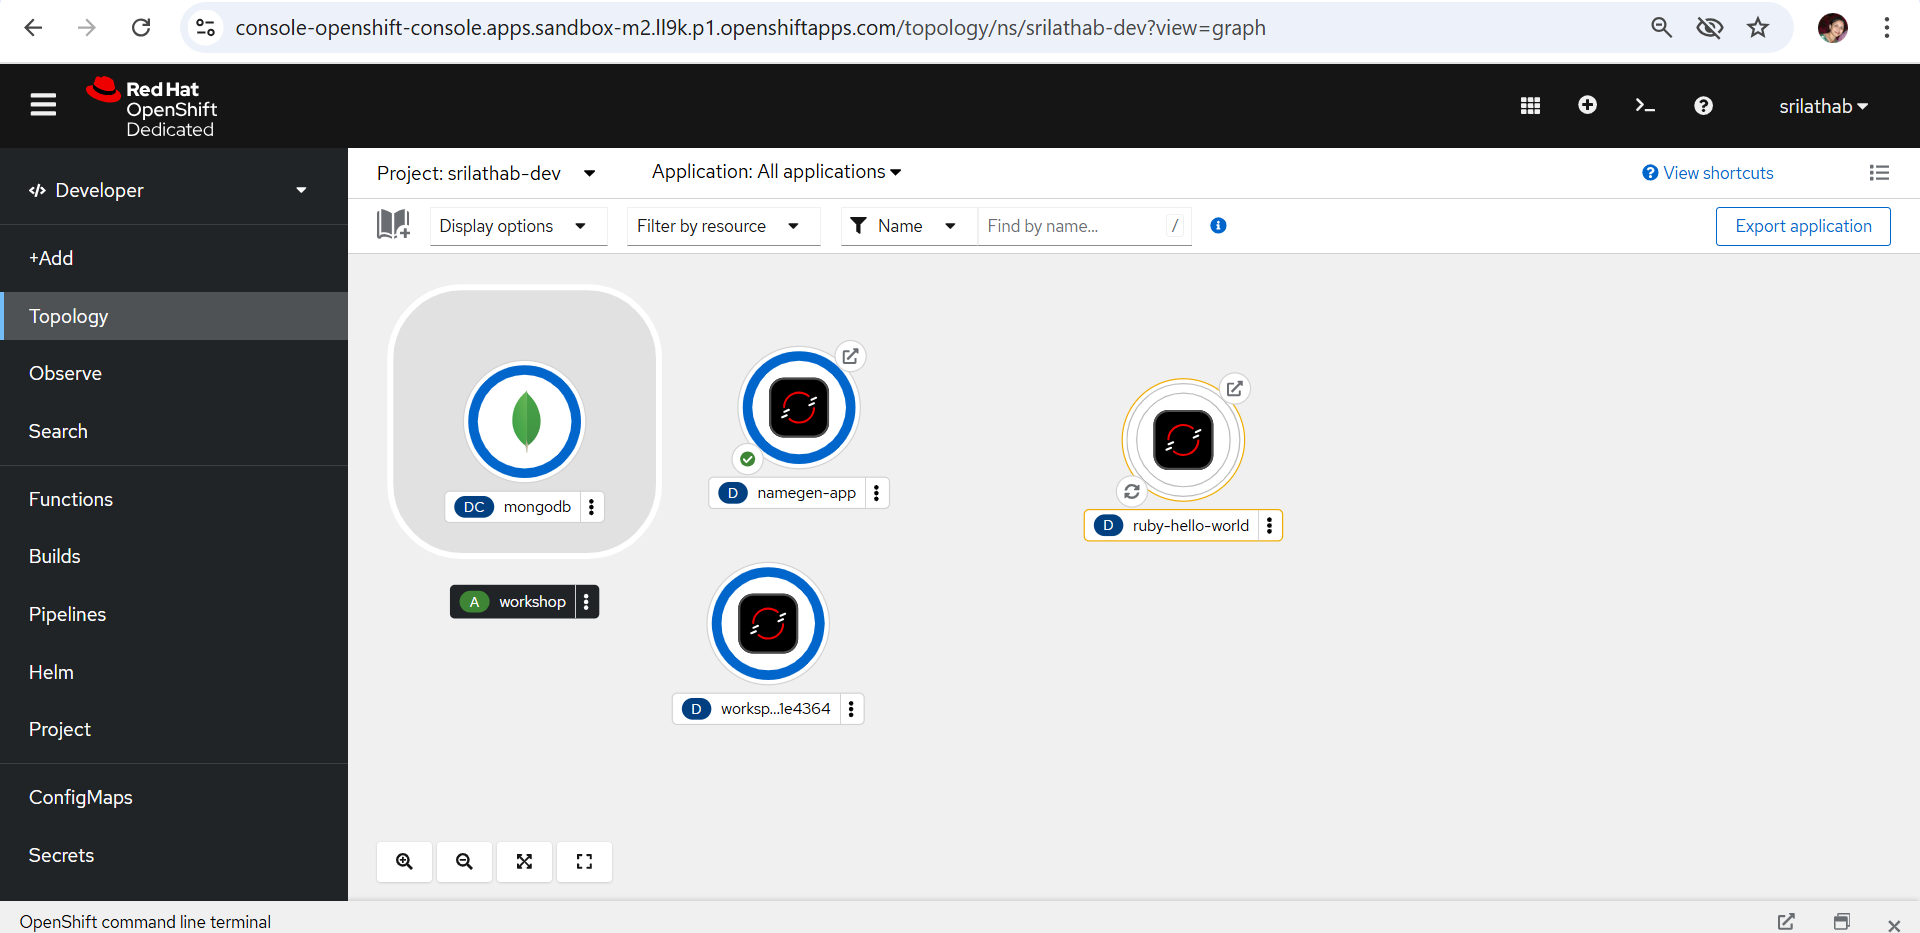 console-openshift-console.apps.sandbox-m2.ll9k.p1.openshiftapps.com/topology/ns/srilathab-dev?view=graph
Red Hat
OpenShift
Dedicated
srilathab
Developer
+Add
Topology
Observe
Search
Functions
Builds
Pipelines
Helm
Project
ConfigMaps
Secrets
Project: srilathab-dev
Application: All applications
View shortcuts
Display options
Filter by resource
Name
Find by name...
/
Export application
DC mongodb
A workshop
D namegen-app
D worksp...1e4364
D ruby-hello-world
OpenShift command line terminal